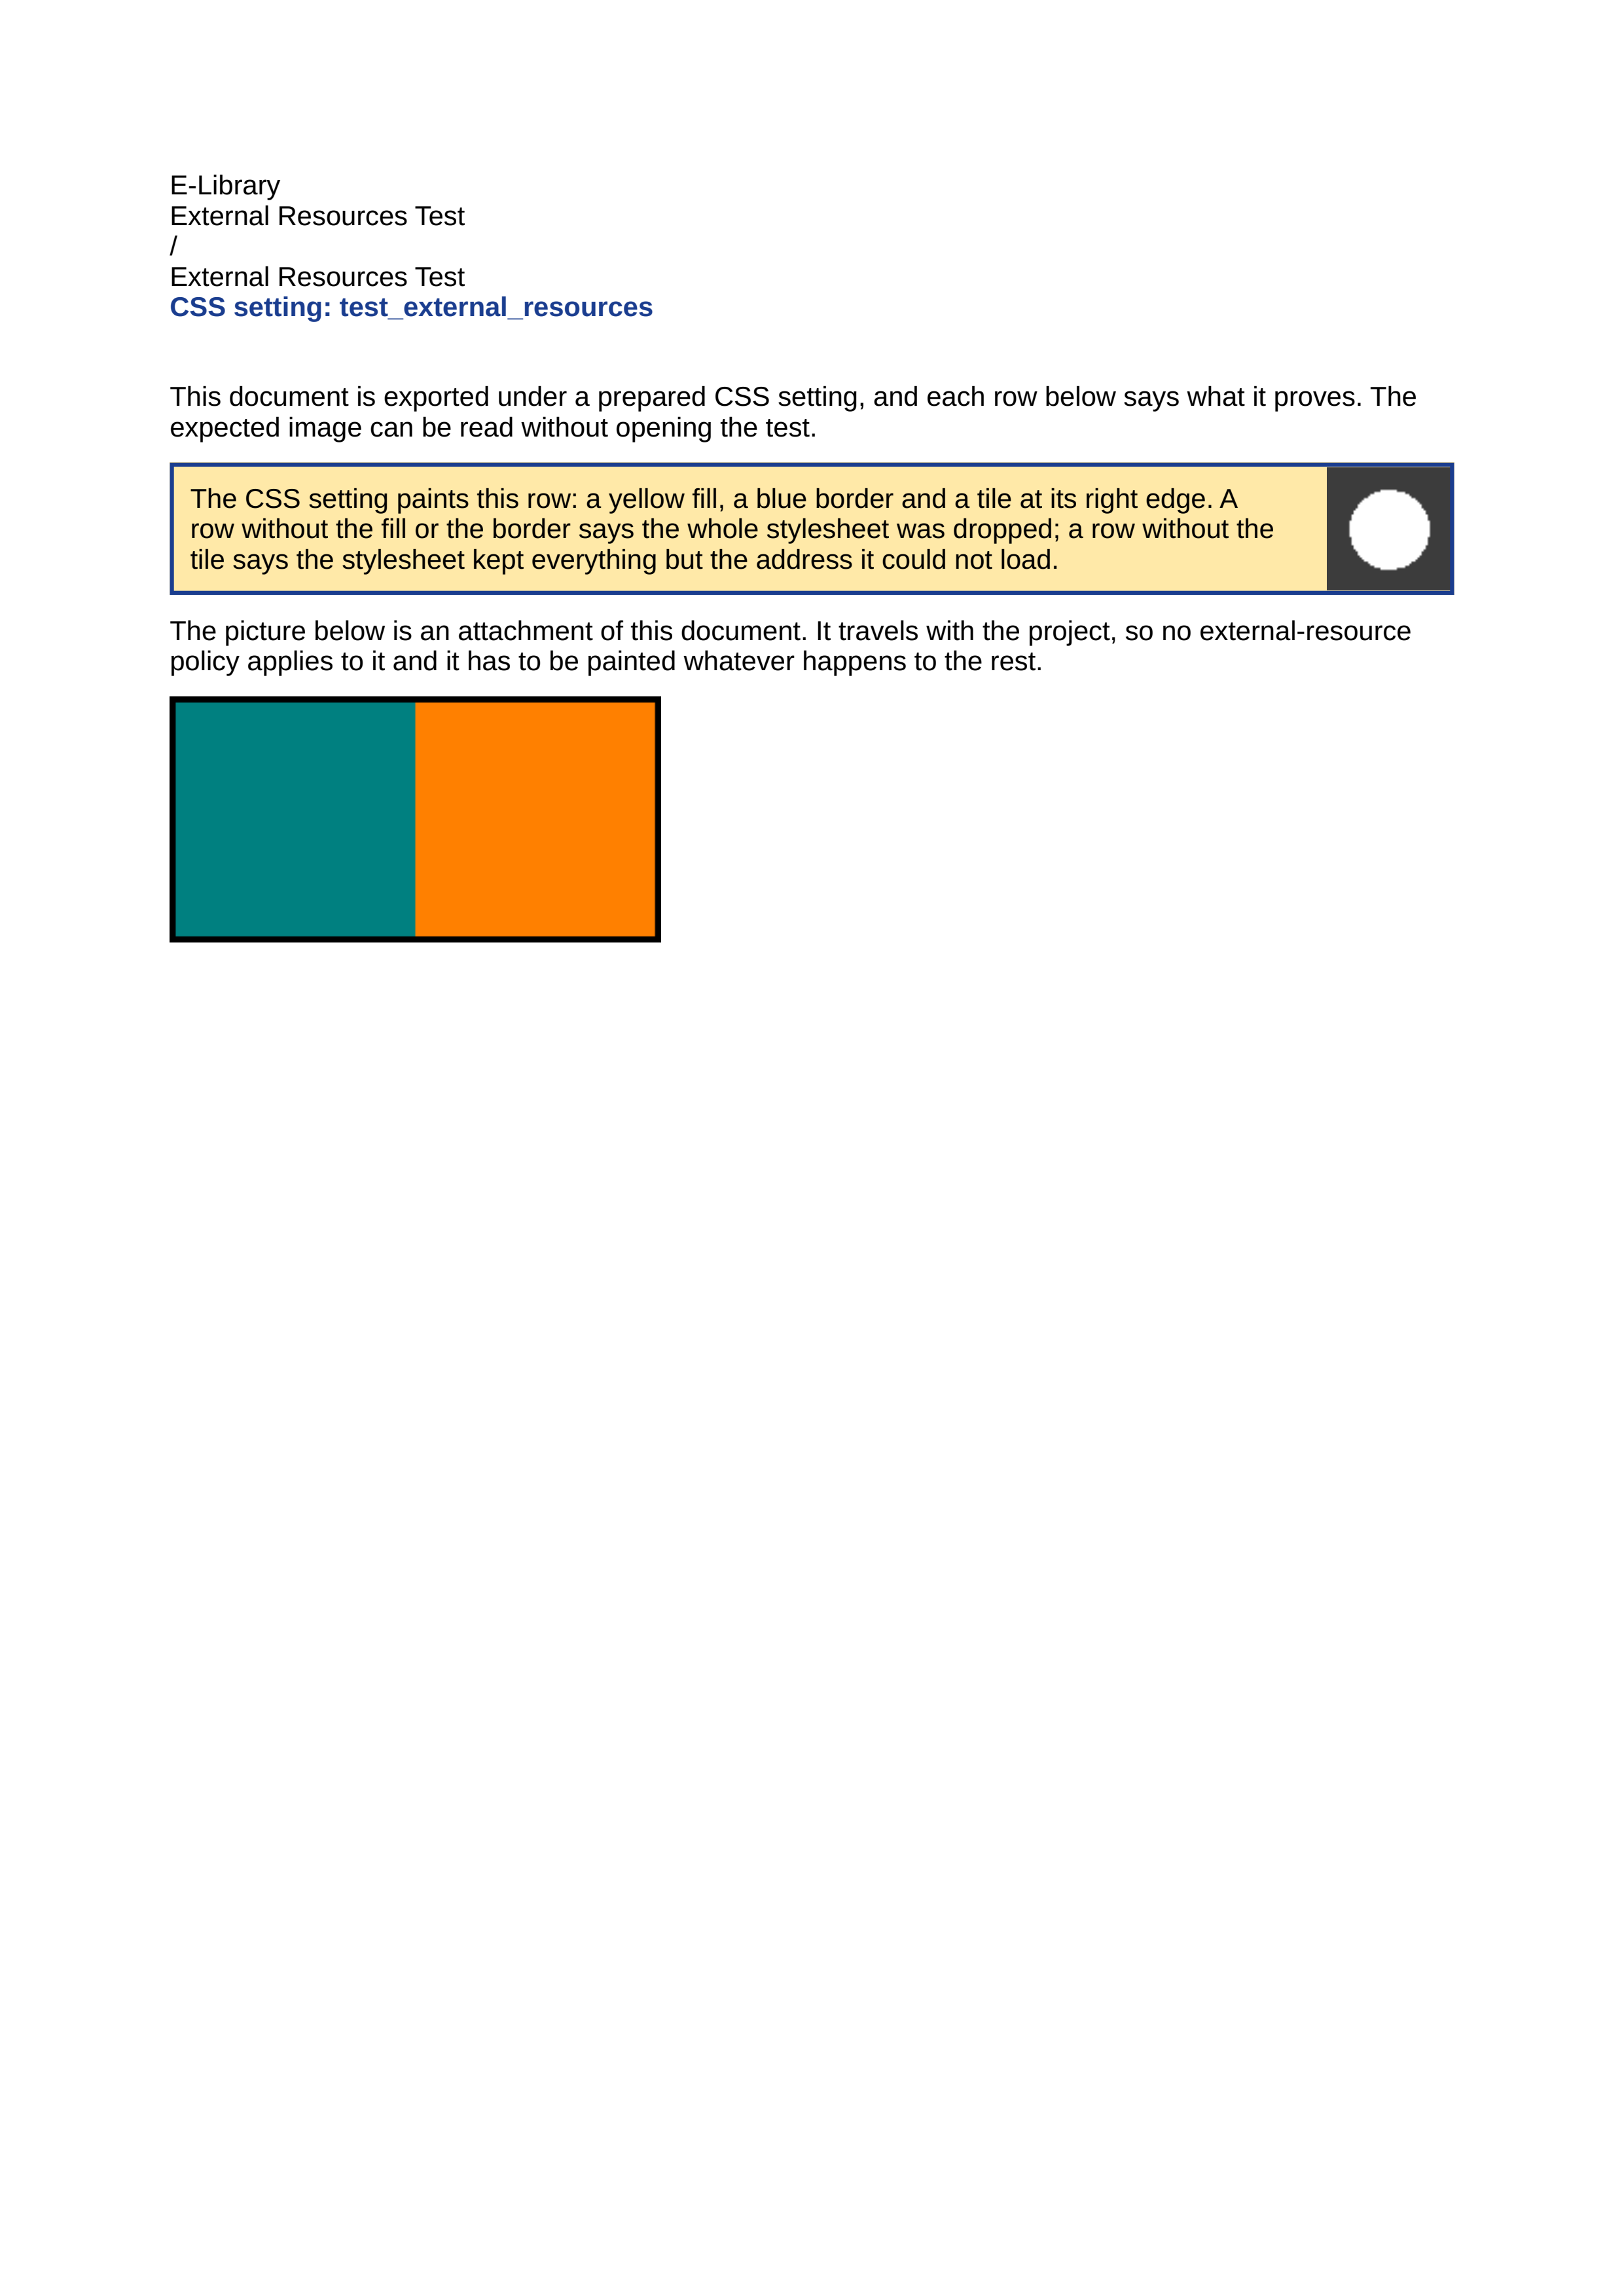 E-Library
External Resources Test
/
External Resources Test
CSS setting: test_external_resources
This document is exported under a prepared CSS setting, and each row below says what it proves. The
expected image can be read without opening the test.
The CSS setting paints this row: a yellow fill, a blue border and a tile at its right edge. A
row without the fill or the border says the whole stylesheet was dropped; a row without the
tile says the stylesheet kept everything but the address it could not load.
The picture below is an attachment of this document. It travels with the project, so no external-resource
policy applies to it and it has to be painted whatever happens to the rest.